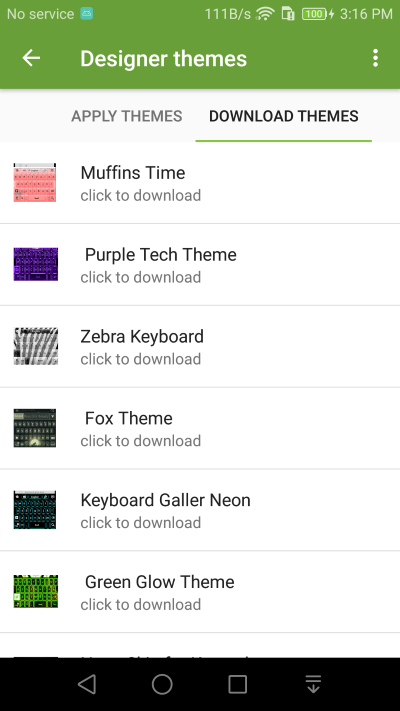 No service 111B/s 100 3:16 PM
Designer themes
APPLY THEMES DOWNLOAD THEMES
Muffins Time
click to download
Purple Tech Theme
click to download
Zebra Keyboard
click to download
Fox Theme
click to download
Keyboard Galler Neon
click to download
Green Glow Theme
click to download